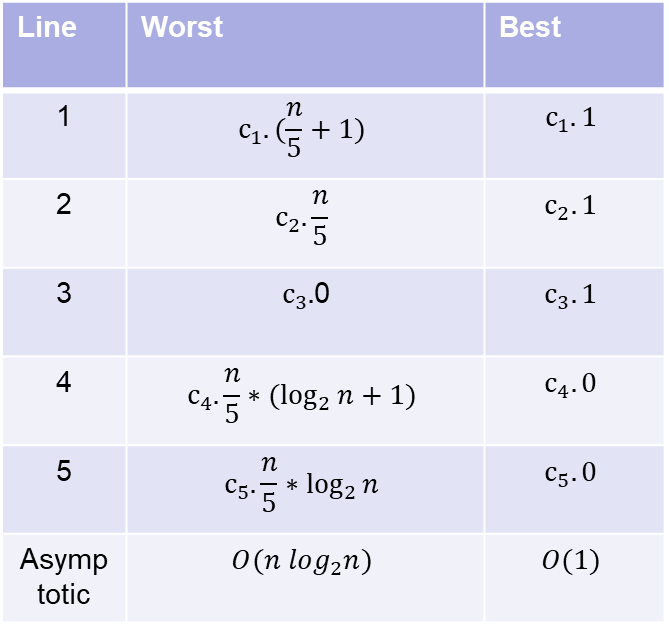 Line Worst Best
1 c₁.(n/5 + 1) c₁.1
2 c₂.n/5 c₂.1
3 c₃.0 c₃.1
4 c₄.n/5 * (log₂ n + 1) c₄.0
5 c₅.n/5 * log₂ n c₅.0
Asymp
totic O(n log₂n) O(1)